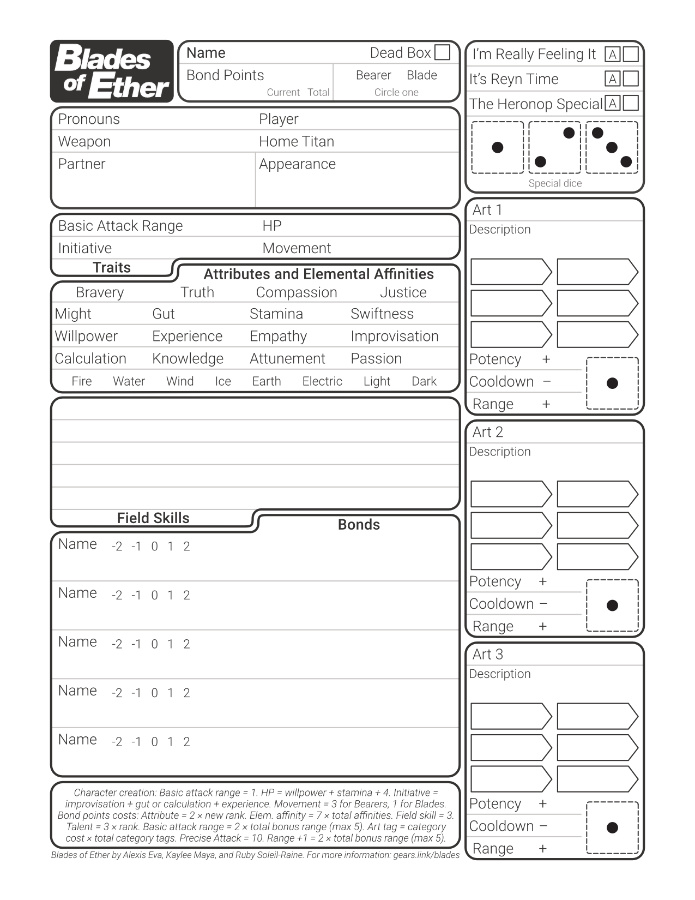 Blades
of Ether
Name Dead Box
Bond Points Bearer Blade
Current Total Circle one
Pronouns Player
Weapon Home Titan
Partner Appearance
Basic Attack Range HP
Initiative Movement
Traits
Attributes and Elemental Affinities
Bravery Truth Compassion Justice
Might Gut Stamina Swiftness
Willpower Experience Empathy Improvisation
Calculation Knowledge Attunement Passion
Fire Water Wind Ice Earth Electric Light Dark
Field Skills
Bonds
Name -2 -1 0 1 2
Name -2 -1 0 1 2
Name -2 -1 0 1 2
Name -2 -1 0 1 2
Name -2 -1 0 1 2
Character creation: Basic attack range = 1. HP = willpower + stamina + 4. Initiative =
improvisation + gut or calculation + experience. Movement = 3 for Bearers, 1 for Blades.
Bond points costs: Attribute = 2 × new rank. Elem. affinity = 7 × total affinities. Field skill = 3.
Talent = 3 × rank. Basic attack range = 2 × total bonus range (max 5). Art tag = category
cost × total category tags. Precise Attack = 10. Range +1 = 2 × total bonus range (max 5).
Blades of Ether by Alexis Eva, Kaylee Maya, and Ruby Soleil-Raine. For more information: gears.link/blades
I'm Really Feeling It A
It's Reyn Time A
The Heronop Special A
Special dice
Art 1
Description
Potency +
Cooldown –
Range +
Art 2
Description
Potency +
Cooldown –
Range +
Art 3
Description
Potency +
Cooldown –
Range +